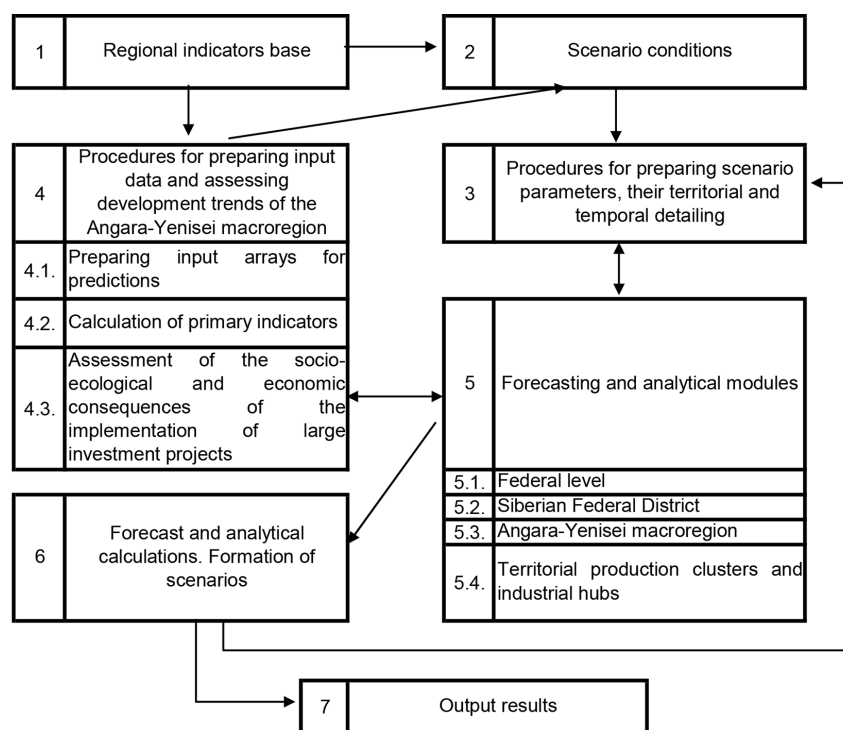 1
Regional indicators base
2
Scenario conditions
4
Procedures for preparing input
data and assessing
development trends of the
Angara-Yenisei macroregion
4.1.
Preparing input arrays for
predictions
4.2.
Calculation of primary indicators
4.3.
Assessment of the socio-
ecological and economic
consequences of the
implementation of large
investment projects
3
Procedures for preparing scenario
parameters, their territorial and
temporal detailing
5
Forecasting and analytical modules
5.1.
Federal level
5.2.
Siberian Federal District
5.3.
Angara-Yenisei macroregion
5.4.
Territorial production clusters and
industrial hubs
6
Forecast and analytical
calculations. Formation of
scenarios
7
Output results